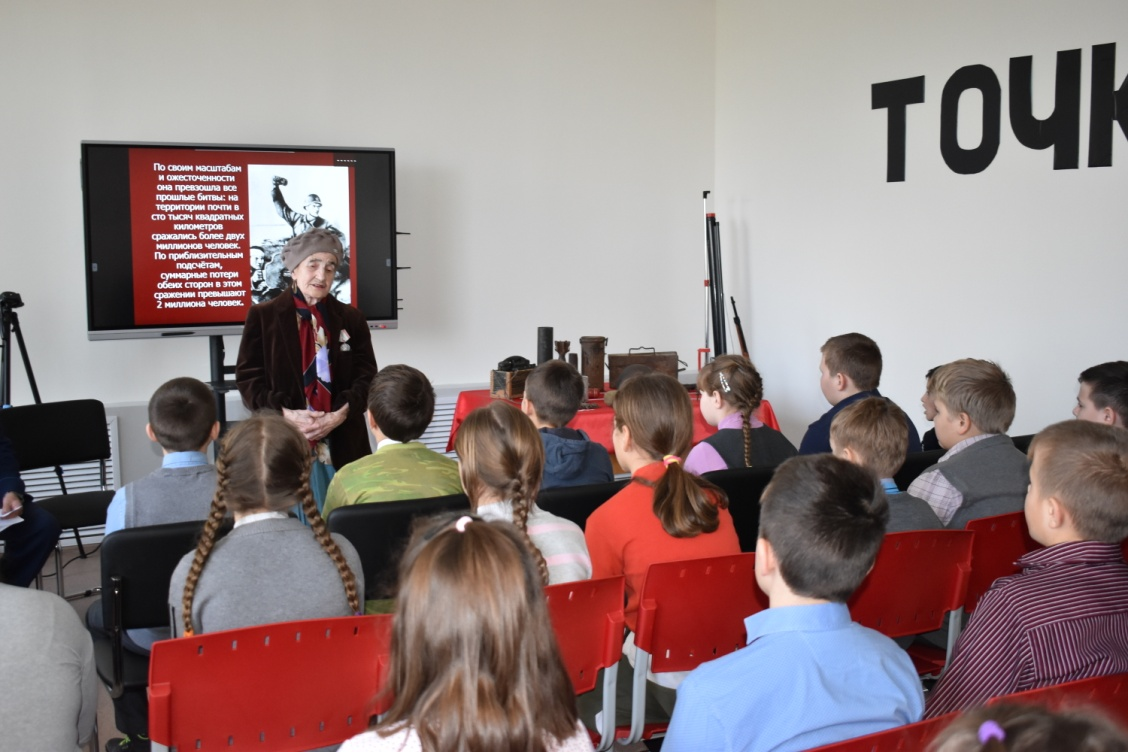 По своим масштабам
и ожесточенности
она превзошла все
прошлые битвы: на
территории почти в
сто тысяч квадратных
километров
сражались более двух
миллионов человек.
По приблизительным
подсчётам,
суммарные потери
обеих сторон в этом
сражении превышают
2 миллиона человек.
ТОЧК